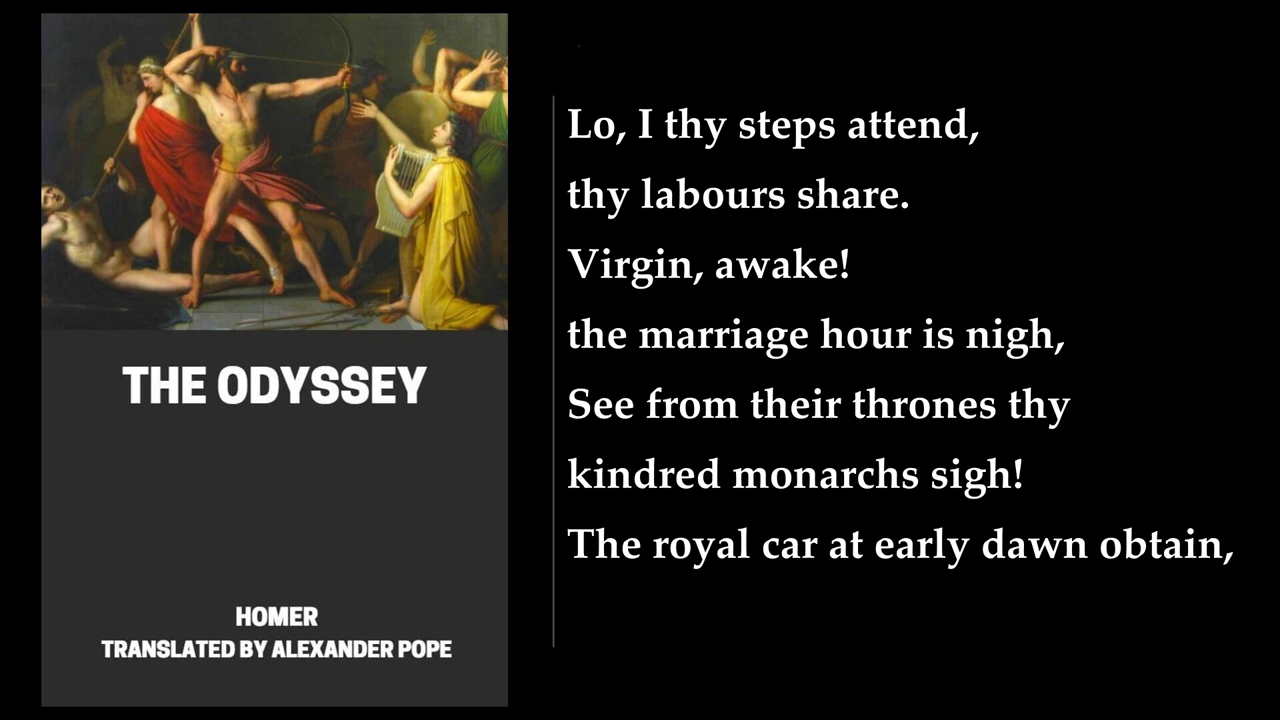 THE ODYSSEY
HOMER
TRANSLATED BY ALEXANDER POPE
Lo, I thy steps attend,
thy labours share.
Virgin, awake!
the marriage hour is nigh,
See from their thrones thy
kindred monarchs sigh!
The royal car at early dawn obtain,